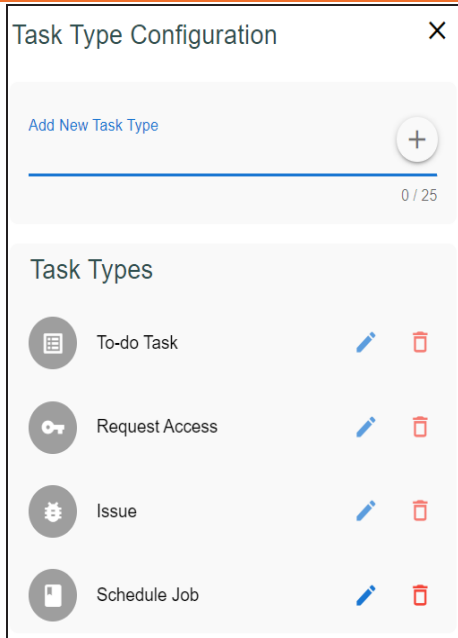 Task Type Configuration
Add New Task Type
0 / 25
Task Types
To-do Task
Request Access
Issue
Schedule Job